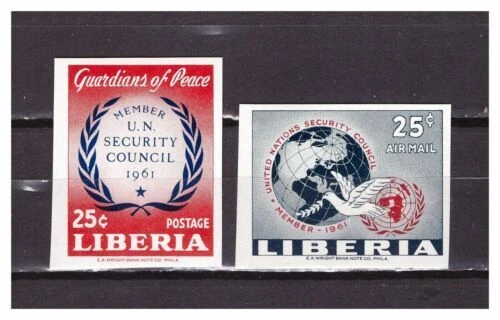 Guardians of Peace
MEMBER
U.N.
SECURITY
COUNCIL
1961
25¢ POSTAGE
LIBERIA
E.A. WRIGHT BANK NOTE CO. PHILA.
25¢
AIR MAIL
UNITED NATIONS SECURITY COUNCIL
MEMBER - 1961
LIBERIA
E.A. WRIGHT BANK NOTE CO. PHILA.